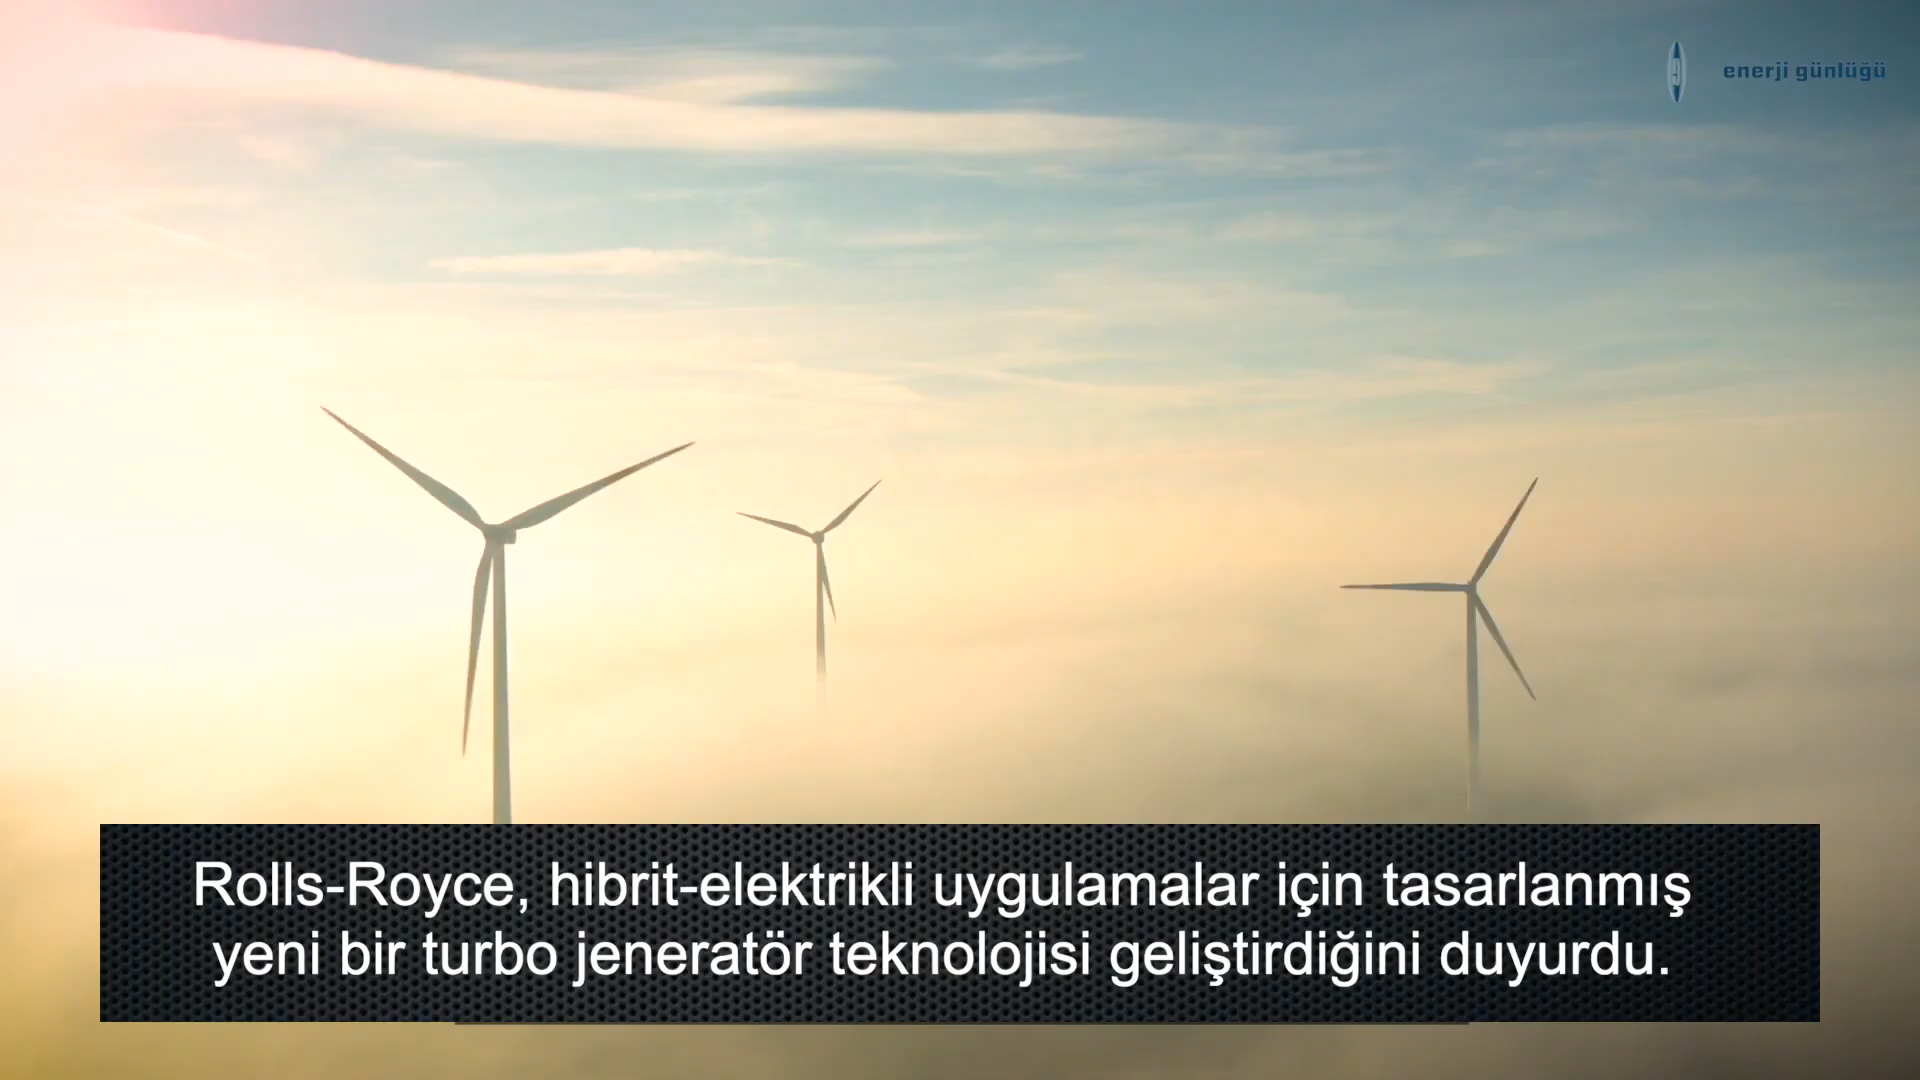 enerji günlüğü
Rolls-Royce, hibrit-elektrikli uygulamalar için tasarlanmış
yeni bir turbo jeneratör teknolojisi geliştirdiğini duyurdu.